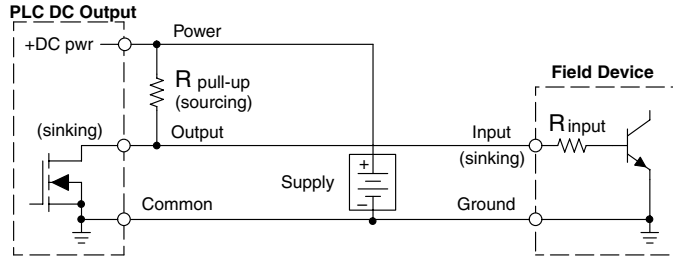 PLC DC Output
+DC pwr
Power
R pull-up
(sourcing)
Field Device
(sinking)
Output
Input
(sinking)
R input
+
Supply
–
Common
Ground